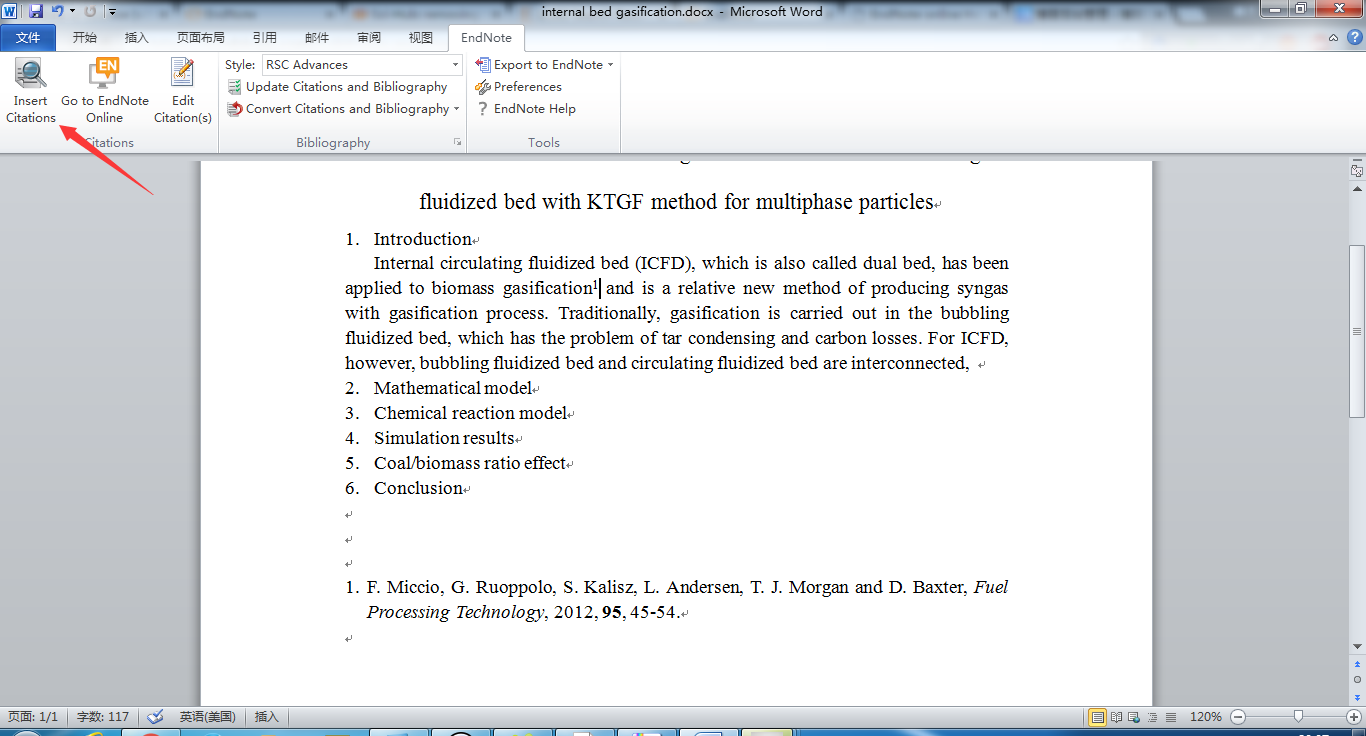 internal bed gasification.docx - Microsoft Word
文件 开始 插入 页面布局 引用 邮件 审阅 视图 EndNote
Insert Citations
Go to EndNote Online
Edit Citation(s)
Citations
Style: RSC Advances
Update Citations and Bibliography
Convert Citations and Bibliography
Bibliography
Export to EndNote
Preferences
EndNote Help
Tools
fluidized bed with KTGF method for multiphase particles
1. Introduction
Internal circulating fluidized bed (ICFD), which is also called dual bed, has been
applied to biomass gasification1 and is a relative new method of producing syngas
with gasification process. Traditionally, gasification is carried out in the bubbling
fluidized bed, which has the problem of tar condensing and carbon losses. For ICFD,
however, bubbling fluidized bed and circulating fluidized bed are interconnected,
2. Mathematical model
3. Chemical reaction model
4. Simulation results
5. Coal/biomass ratio effect
6. Conclusion
1. F. Miccio, G. Ruoppolo, S. Kalisz, L. Andersen, T. J. Morgan and D. Baxter, Fuel
Processing Technology, 2012, 95, 45-54.
页面: 1/1 字数: 117 英语(美国) 插入 120%